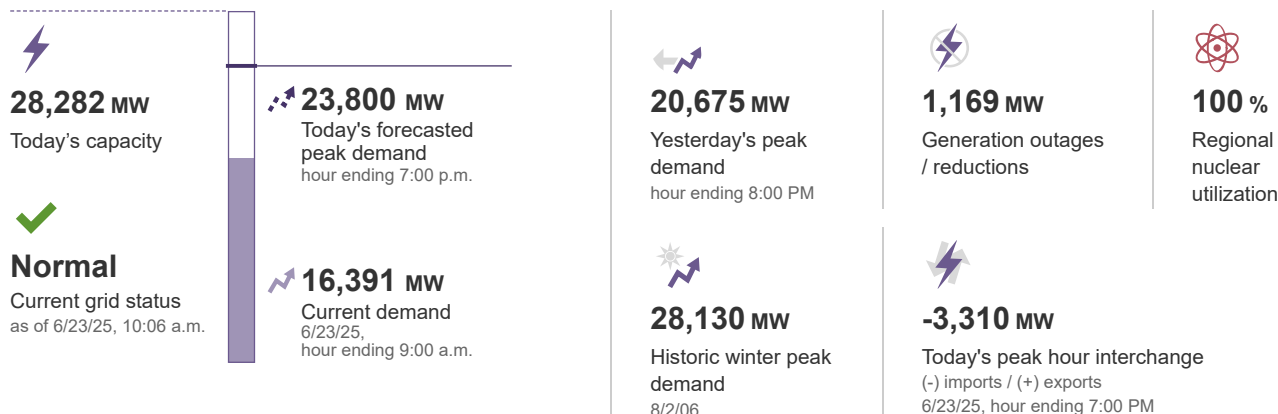 28,282 MW
Today's capacity
Normal
Current grid status
as of 6/23/25, 10:06 a.m.
23,800 MW
Today's forecasted
peak demand
hour ending 7:00 p.m.
16,391 MW
Current demand
6/23/25,
hour ending 9:00 a.m.
20,675 MW
Yesterday's peak
demand
hour ending 8:00 PM
1,169 MW
Generation outages
/ reductions
100 %
Regional
nuclear
utilization
28,130 MW
Historic winter peak
demand
8/2/06
-3,310 MW
Today's peak hour interchange
(-) imports / (+) exports
6/23/25, hour ending 7:00 PM